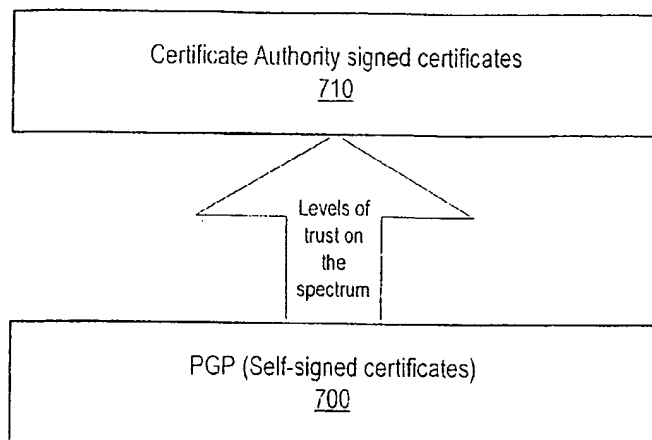 Certificate Authority signed certificates
710
Levels of
trust on
the
spectrum
PGP (Self-signed certificates)
700